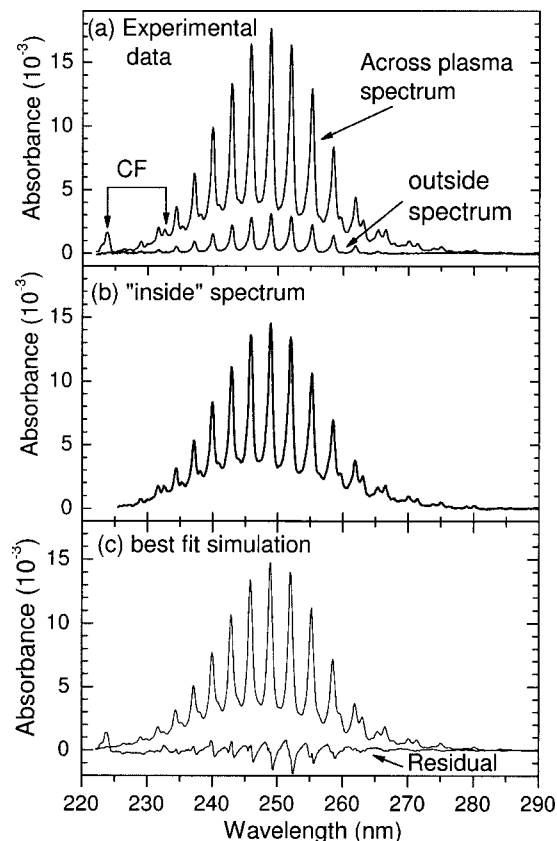 (a) Experimental
data
Across plasma
spectrum
CF
outside
spectrum
Absorbance (10⁻³)
15
10
5
0
(b) "inside" spectrum
Absorbance (10⁻³)
15
10
5
0
(c) best fit simulation
Absorbance (10⁻³)
15
10
5
0
Residual
220 230 240 250 260 270 280 290
Wavelength (nm)